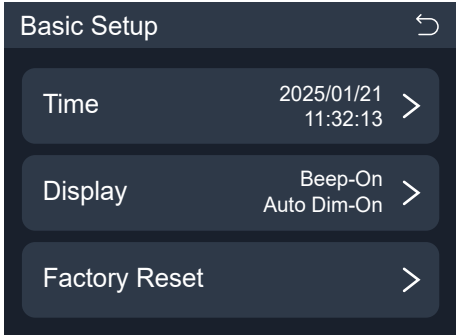 Basic Setup
Time
2025/01/21
11:32:13
Display
Beep-On
Auto Dim-On
Factory Reset